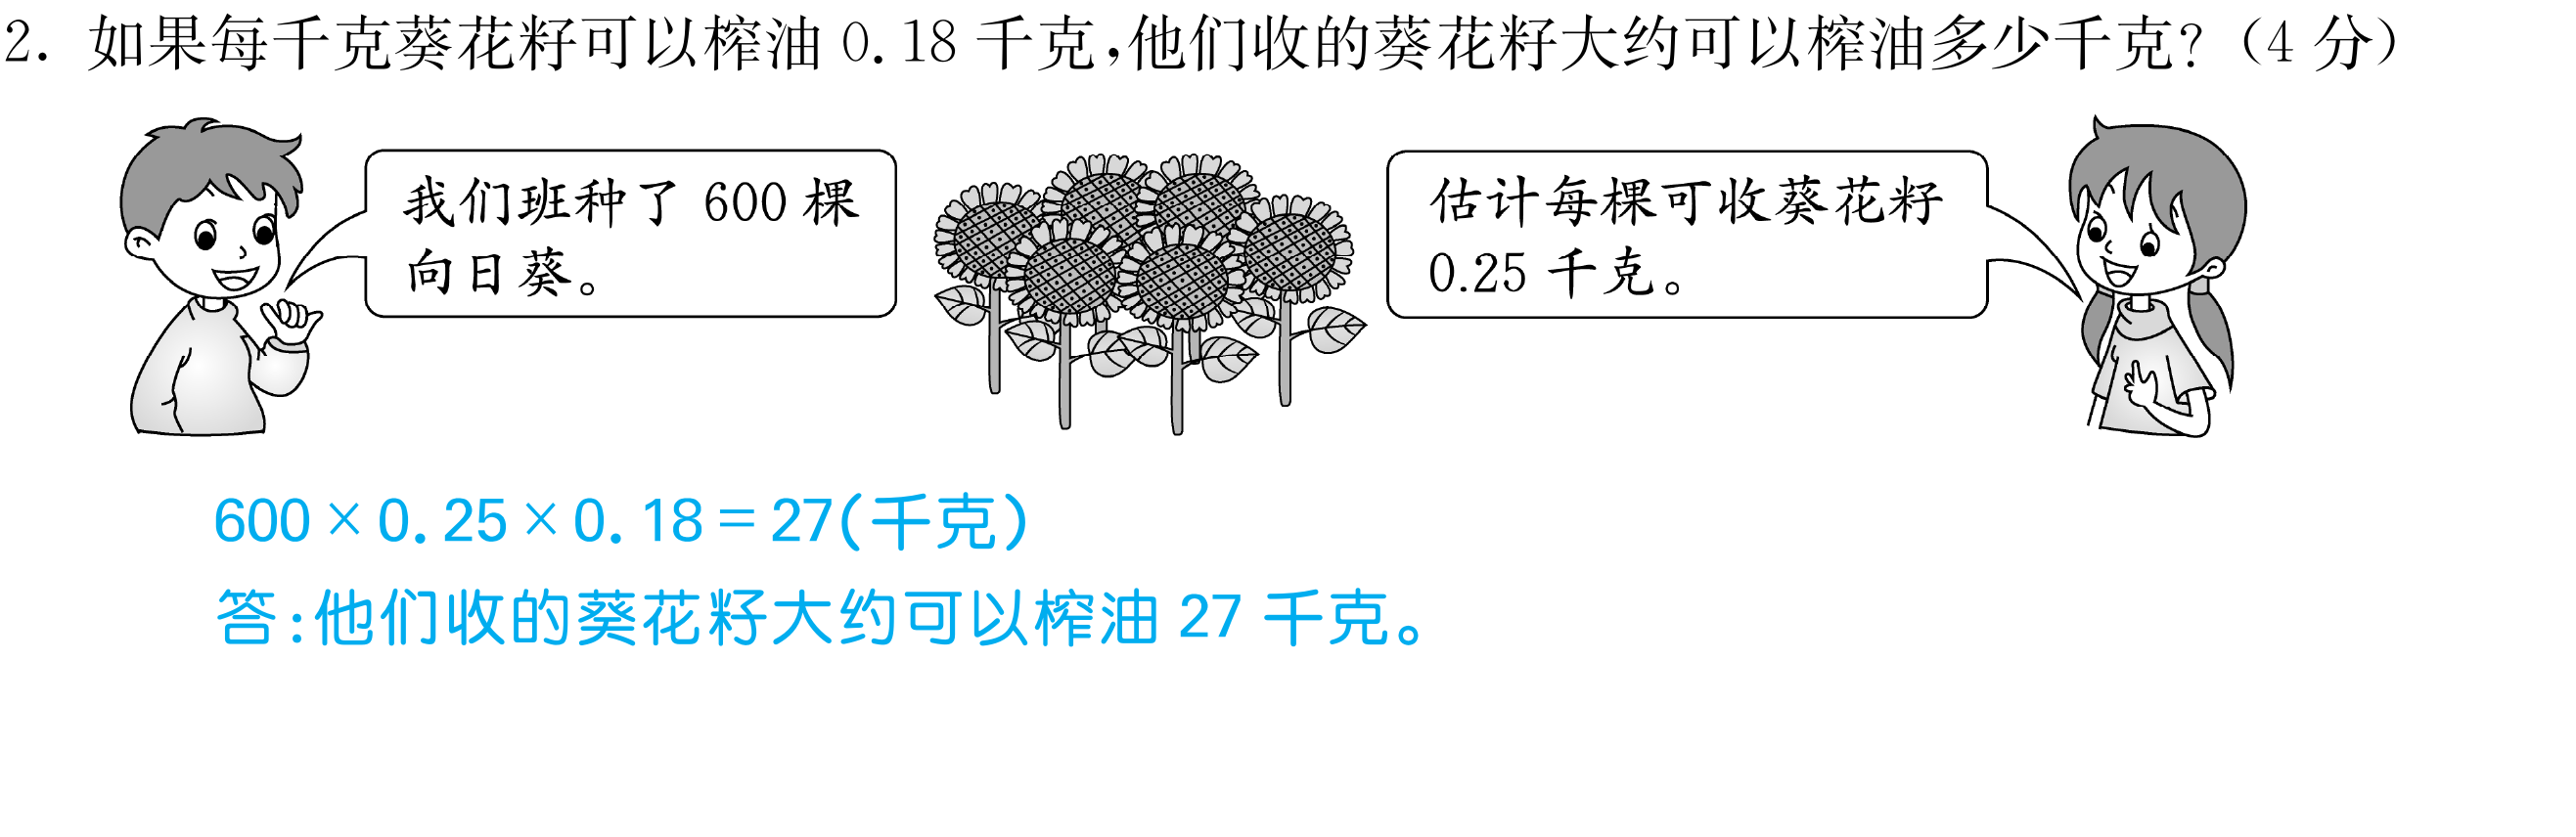 2. 如果每千克葵花籽可以榨油 0.18 千克,他们收的葵花籽大约可以榨油多少千克?(4 分)
我们班种了 600 棵
向日葵。
估计每棵可收葵花籽
0.25 千克。
600×0.25×0.18=27(千克)
答:他们收的葵花籽大约可以榨油 27 千克。